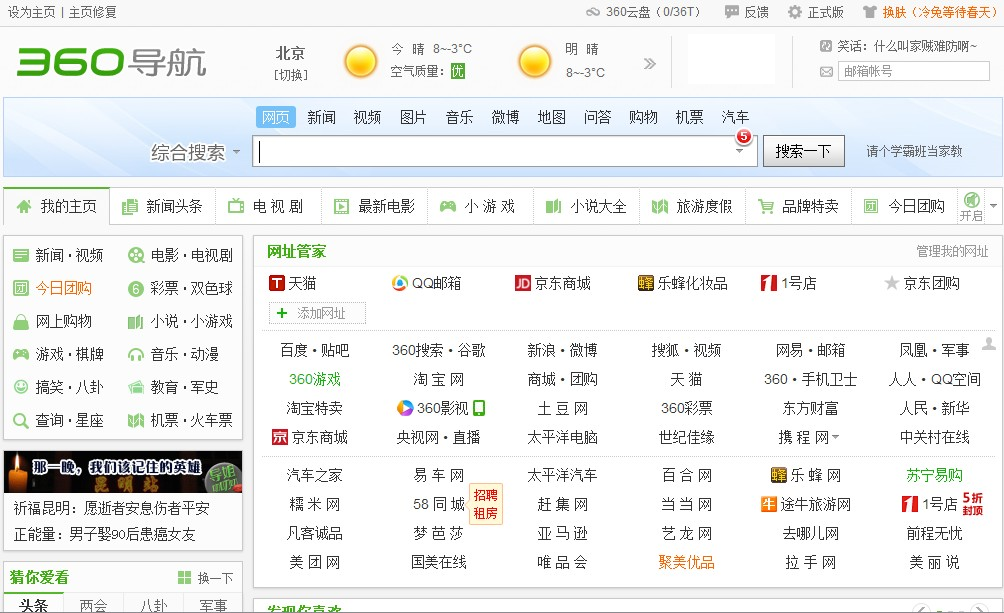 设为主页 | 主页修复
360云盘（0/36T） 反馈 正式版 换肤（冷兔等待春天）
360导航
北京
[切换]
今 晴 8~-3°C
空气质量：优
明 晴
8~-3°C
笑话：什么叫家贼难防啊~
邮箱帐号
网页 新闻 视频 图片 音乐 微博 地图 问答 购物 机票 汽车
综合搜索
5
搜索一下
请个学霸班当家教
我的主页 新闻头条 电 视 剧 最新电影 小 游 戏 小说大全 旅游度假 品牌特卖 今日团购 开启
新闻·视频 电影·电视剧
今日团购 彩票·双色球
网上购物 小说·小游戏
游戏·棋牌 音乐·动漫
搞笑·八卦 教育·军史
查询·星座 机票·火车票
那一晚，我们该记住的英雄
昆明站
导航
祈福昆明：愿逝者安息伤者平安
正能量：男子娶90后患癌女友
猜你爱看 换一下
头条 两会 八卦 军事
网址管家 管理我的网址
天猫 QQ邮箱 京东商城 乐蜂化妆品 1号店 京东团购
添加网址
百度·贴吧 360搜索·谷歌 新浪·微博 搜狐·视频 网易·邮箱 凤凰·军事
360游戏 淘 宝 网 商城·团购 天 猫 360·手机卫士 人人·QQ空间
淘宝特卖 360影视 土 豆 网 360彩票 东方财富 人民·新华
京东商城 央视网·直播 太平洋电脑 世纪佳缘 携 程 网 中关村在线
汽车之家 易 车 网 太平洋汽车 百 合 网 乐 蜂 网 苏宁易购
糯 米 网 58 同 城 招聘 租房 赶 集 网 当 当 网 途牛旅游网 1号店 5折封顶
凡客诚品 梦 芭 莎 亚 马 逊 艺 龙 网 去哪儿网 前程无忧
美 团 网 国美在线 唯 品 会 聚美优品 拉 手 网 美 丽 说
发现你喜欢